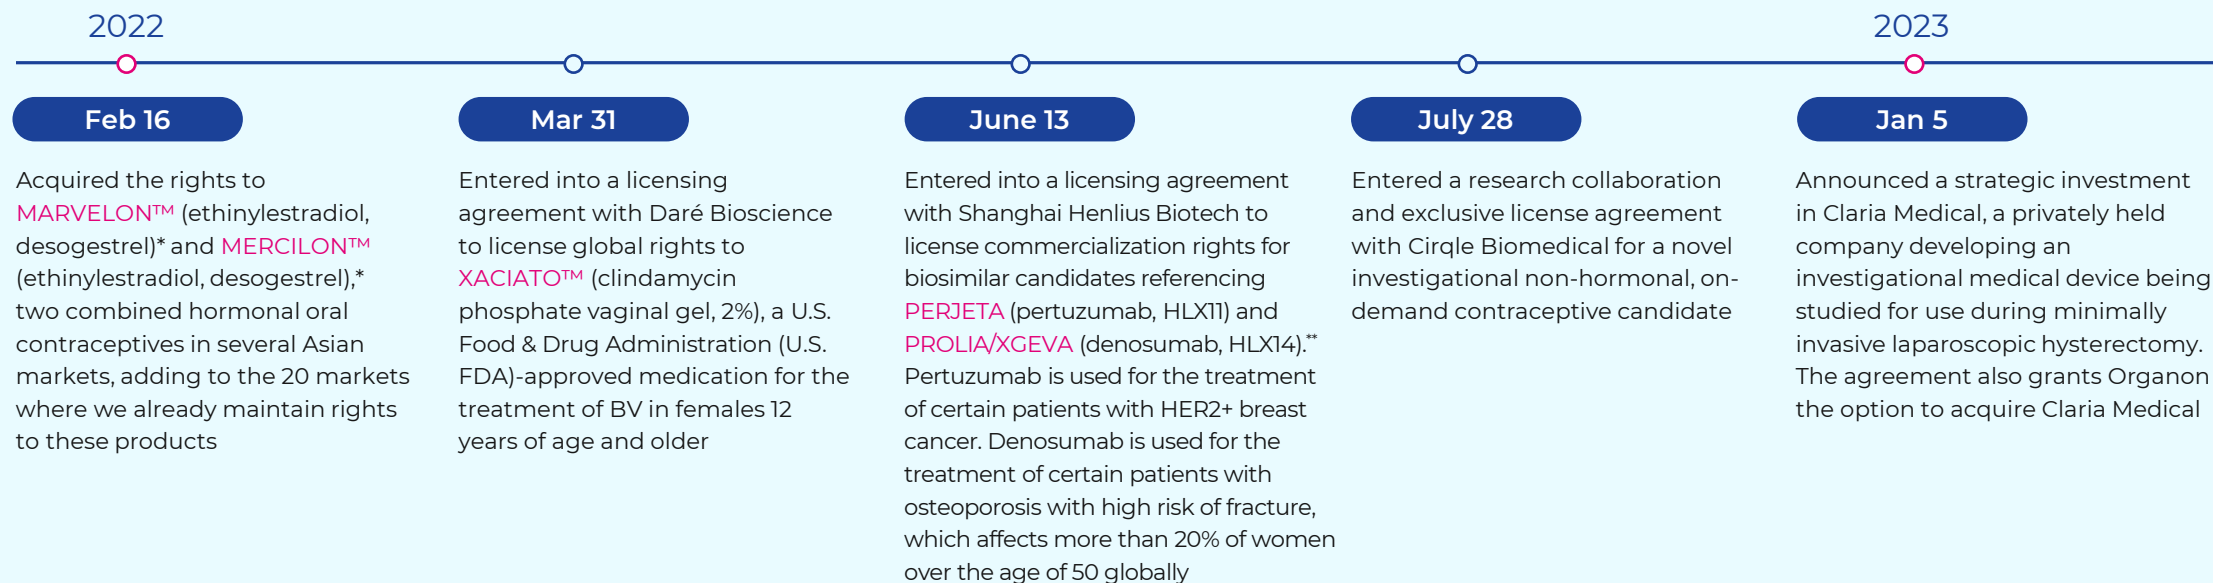 2022
2023
Feb 16
Acquired the rights to
MARVELON™ (ethinylestradiol,
desogestrel)* and MERCILON™
(ethinylestradiol, desogestrel),*
two combined hormonal oral
contraceptives in several Asian
markets, adding to the 20 markets
where we already maintain rights
to these products
Mar 31
Entered into a licensing
agreement with Daré Bioscience
to license global rights to
XACIATO™ (clindamycin
phosphate vaginal gel, 2%), a U.S.
Food & Drug Administration (U.S.
FDA)-approved medication for the
treatment of BV in females 12
years of age and older
June 13
Entered into a licensing agreement
with Shanghai Henlius Biotech to
license commercialization rights for
biosimilar candidates referencing
PERJETA (pertuzumab, HLX11) and
PROLIA/XGEVA (denosumab, HLX14).**
Pertuzumab is used for the treatment
of certain patients with HER2+ breast
cancer. Denosumab is used for the
treatment of certain patients with
osteoporosis with high risk of fracture,
which affects more than 20% of women
over the age of 50 globally
July 28
Entered a research collaboration
and exclusive license agreement
with Cirqle Biomedical for a novel
investigational non-hormonal, on-
demand contraceptive candidate
Jan 5
Announced a strategic investment
in Claria Medical, a privately held
company developing an
investigational medical device being
studied for use during minimally
invasive laparoscopic hysterectomy.
The agreement also grants Organon
the option to acquire Claria Medical